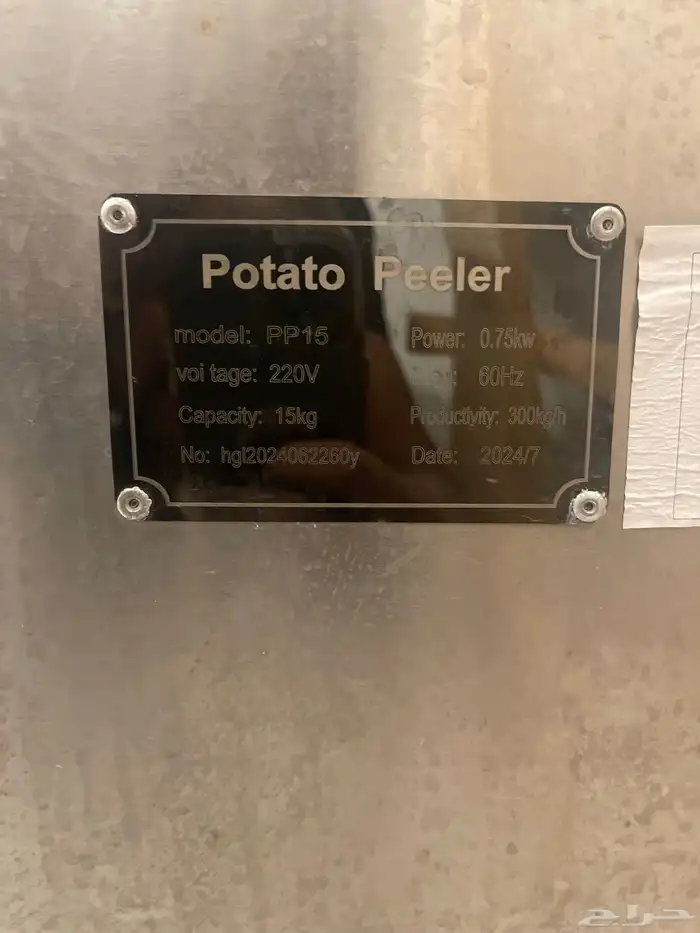 Potato Peeler
model: PP15 Power: 0.75kw
voi tage: 220V 60Hz
Capacity: 15kg Productivity: 300kg/h
No: hgl2024062260y Date: 2024/7
حراج